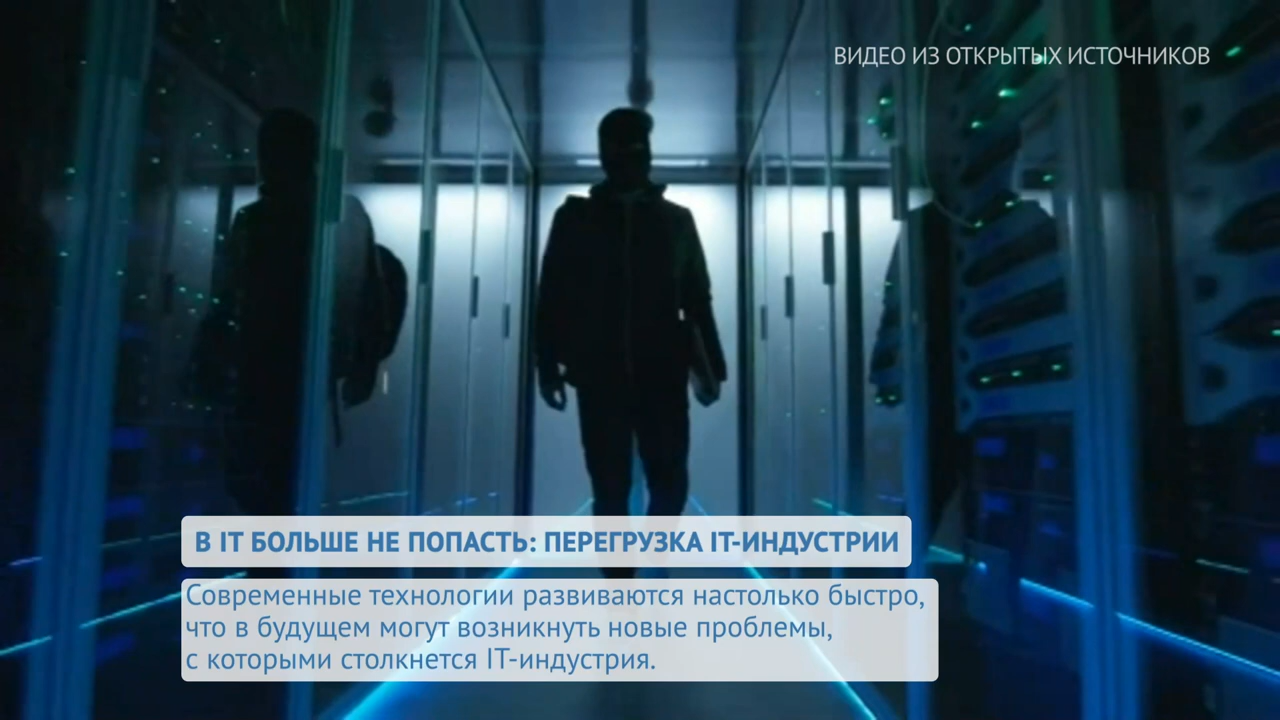 ВИДЕО ИЗ ОТКРЫТЫХ ИСТОЧНИКОВ
В IT БОЛЬШЕ НЕ ПОПАСТЬ: ПЕРЕГРУЗКА IT-ИНДУСТРИИ
Современные технологии развиваются настолько быстро,
что в будущем могут возникнуть новые проблемы,
с которыми столкнется IT-индустрия.